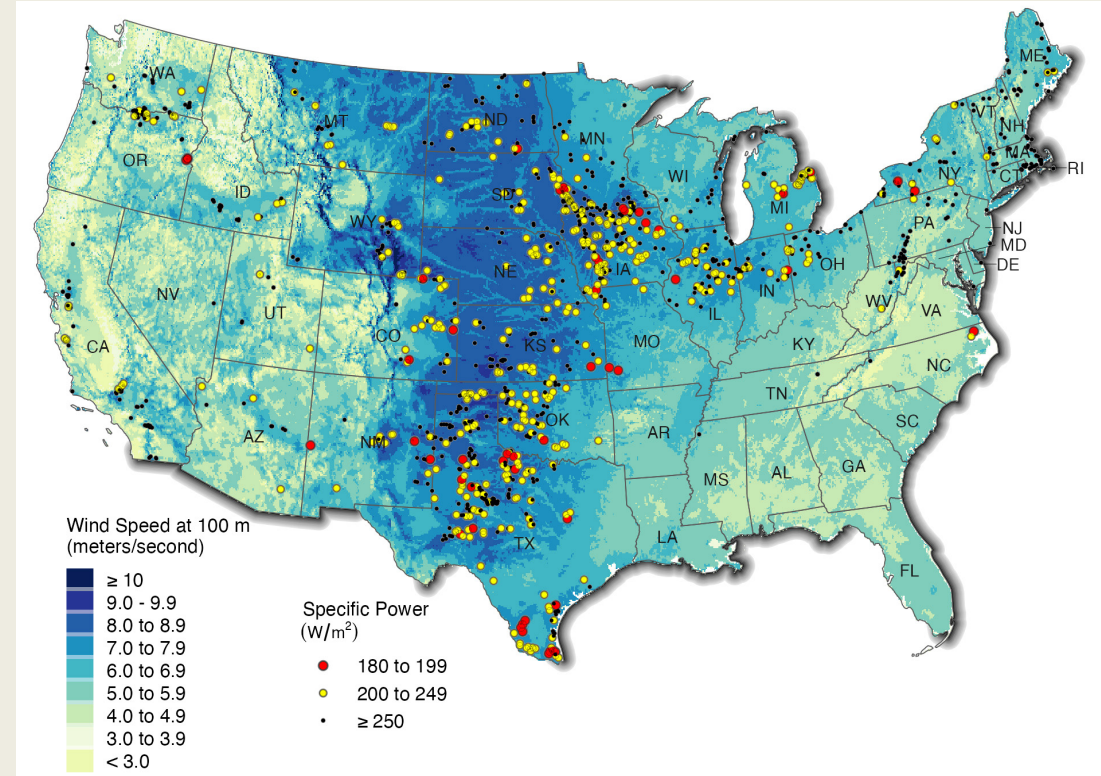 WA
ME
MT
ND
VT
MN
NH
OR
MA
WI
NY
CT
RI
ID
SD
MI
WY
PA
NJ
MD
IA
OH
DE
NE
NV
IN
IL
WV
UT
VA
CO
CA
KS
MO
KY
NC
TN
OK
AZ
NM
AR
SC
MS
AL
GA
TX
LA
FL
Wind Speed at 100 m
(meters/second)
≥ 10
9.0 - 9.9
8.0 to 8.9
7.0 to 7.9
6.0 to 6.9
5.0 to 5.9
4.0 to 4.9
3.0 to 3.9
< 3.0
Specific Power
(W/m²)
180 to 199
200 to 249
≥ 250